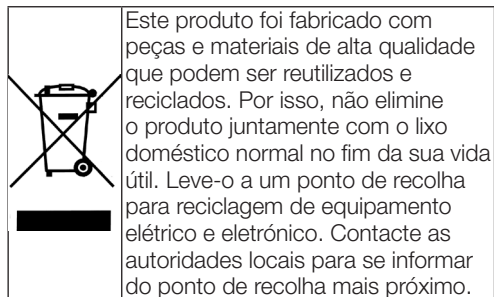 Este produto foi fabricado com
peças e materiais de alta qualidade
que podem ser reutilizados e
reciclados. Por isso, não elimine
o produto juntamente com o lixo
doméstico normal no fim da sua vida
útil. Leve-o a um ponto de recolha
para reciclagem de equipamento
elétrico e eletrónico. Contacte as
autoridades locais para se informar
do ponto de recolha mais próximo.